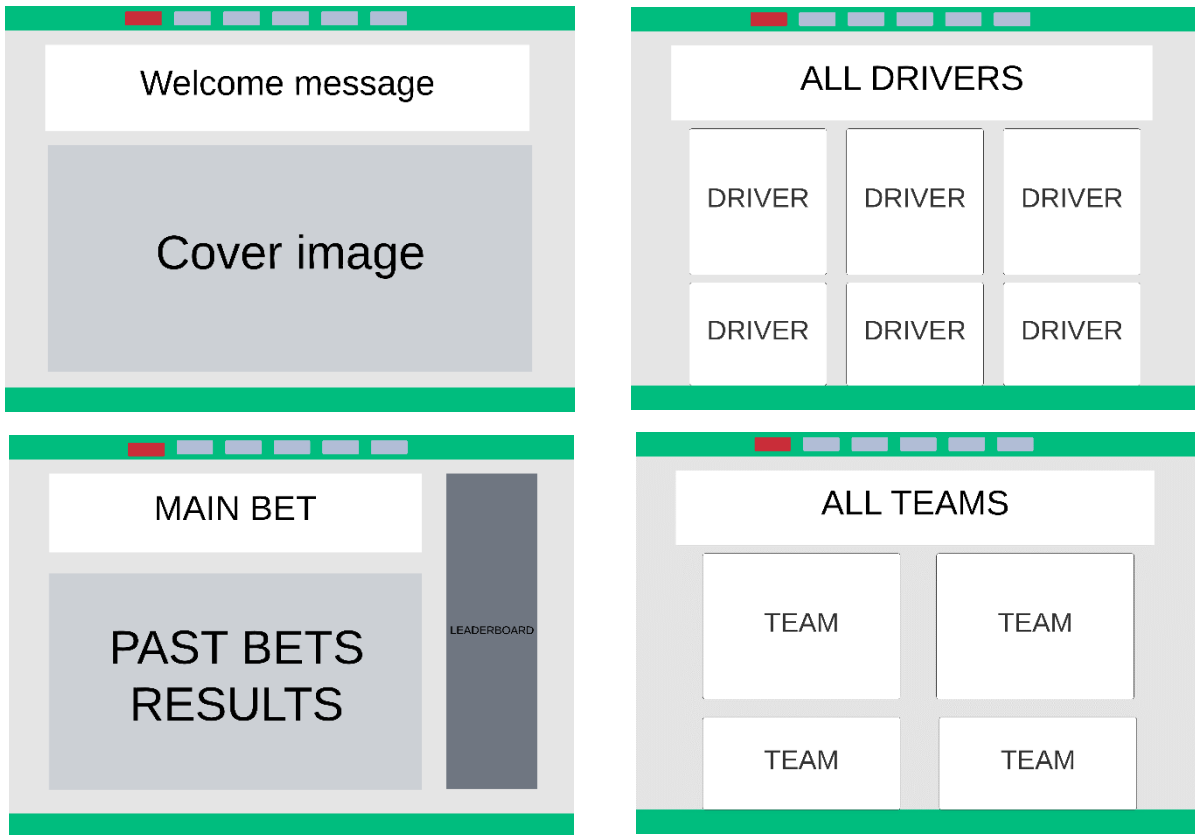 Welcome message
Cover image
ALL DRIVERS
DRIVER DRIVER DRIVER
DRIVER DRIVER DRIVER
MAIN BET
PAST BETS
RESULTS
LEADERBOARD
ALL TEAMS
TEAM TEAM
TEAM TEAM